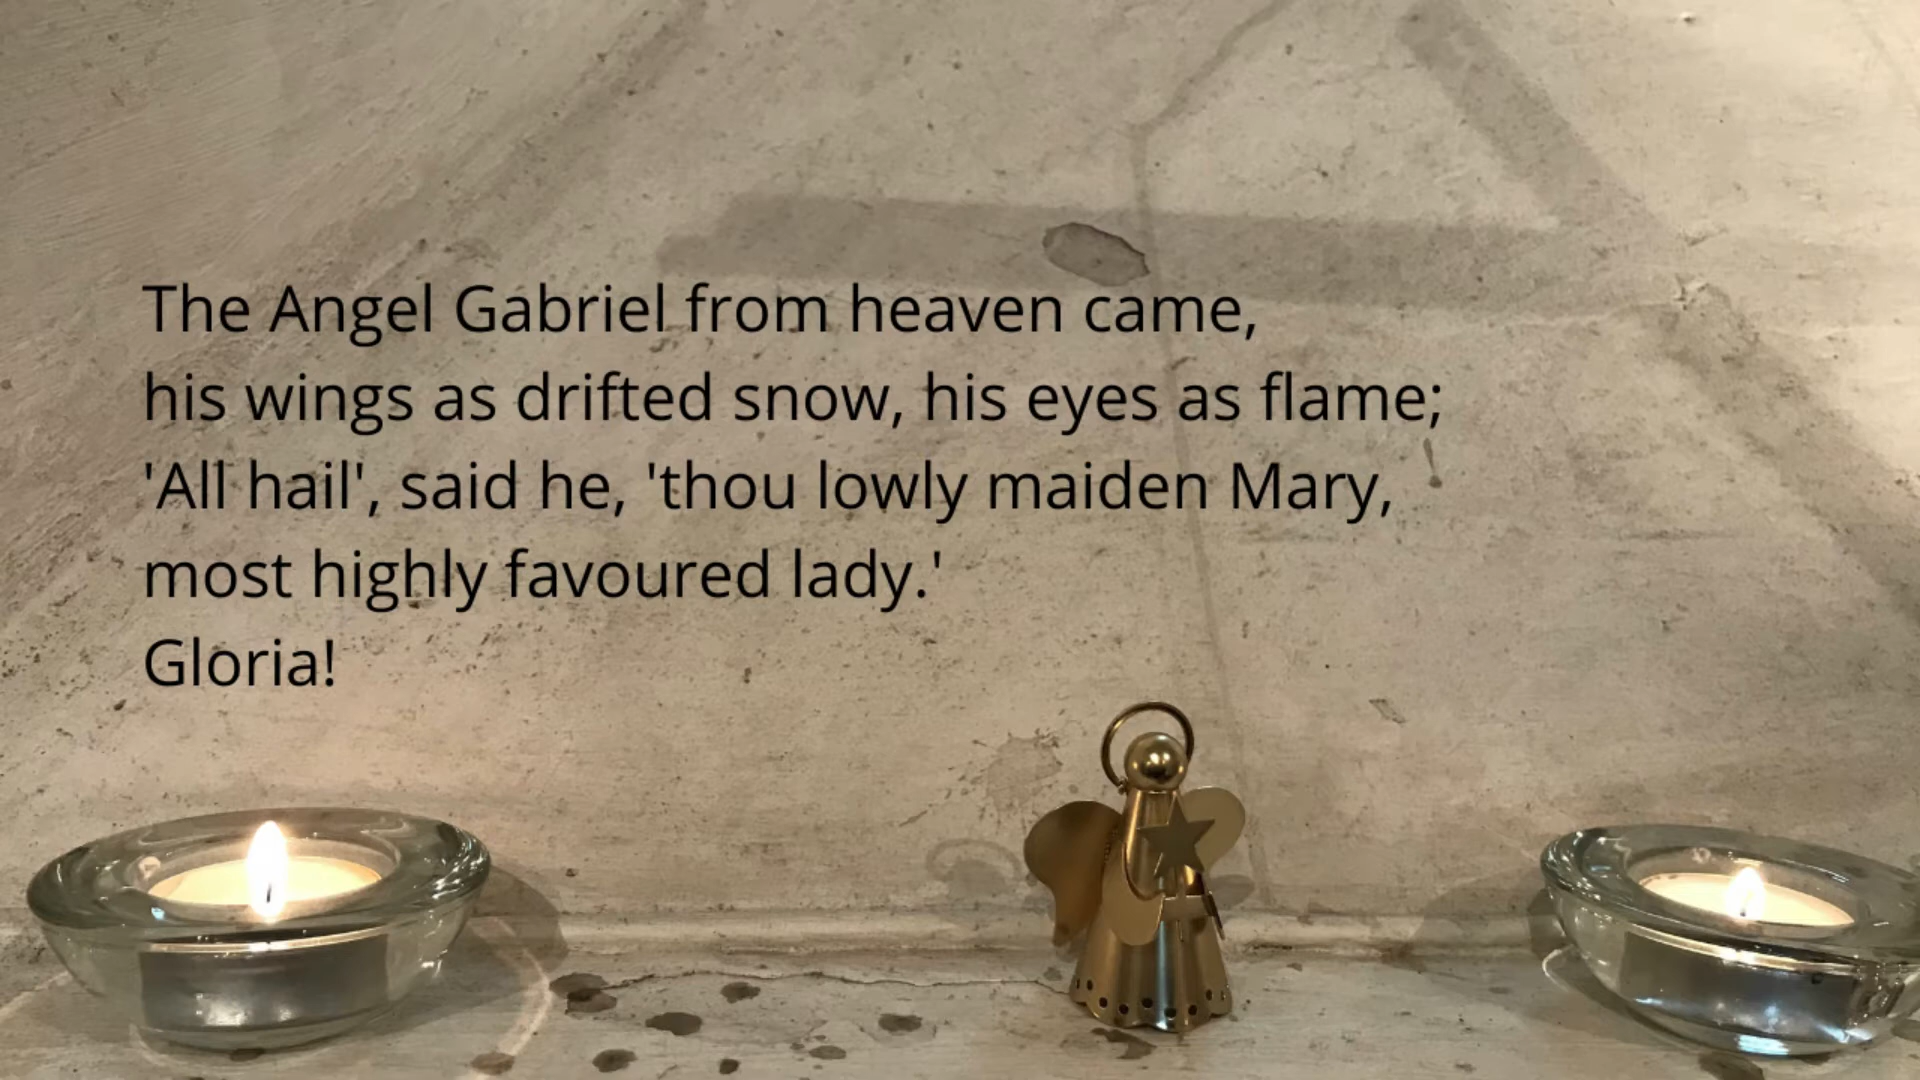 The Angel Gabriel from heaven came,
his wings as drifted snow, his eyes as flame;
'All hail', said he, 'thou lowly maiden Mary,
most highly favoured lady.'
Gloria!